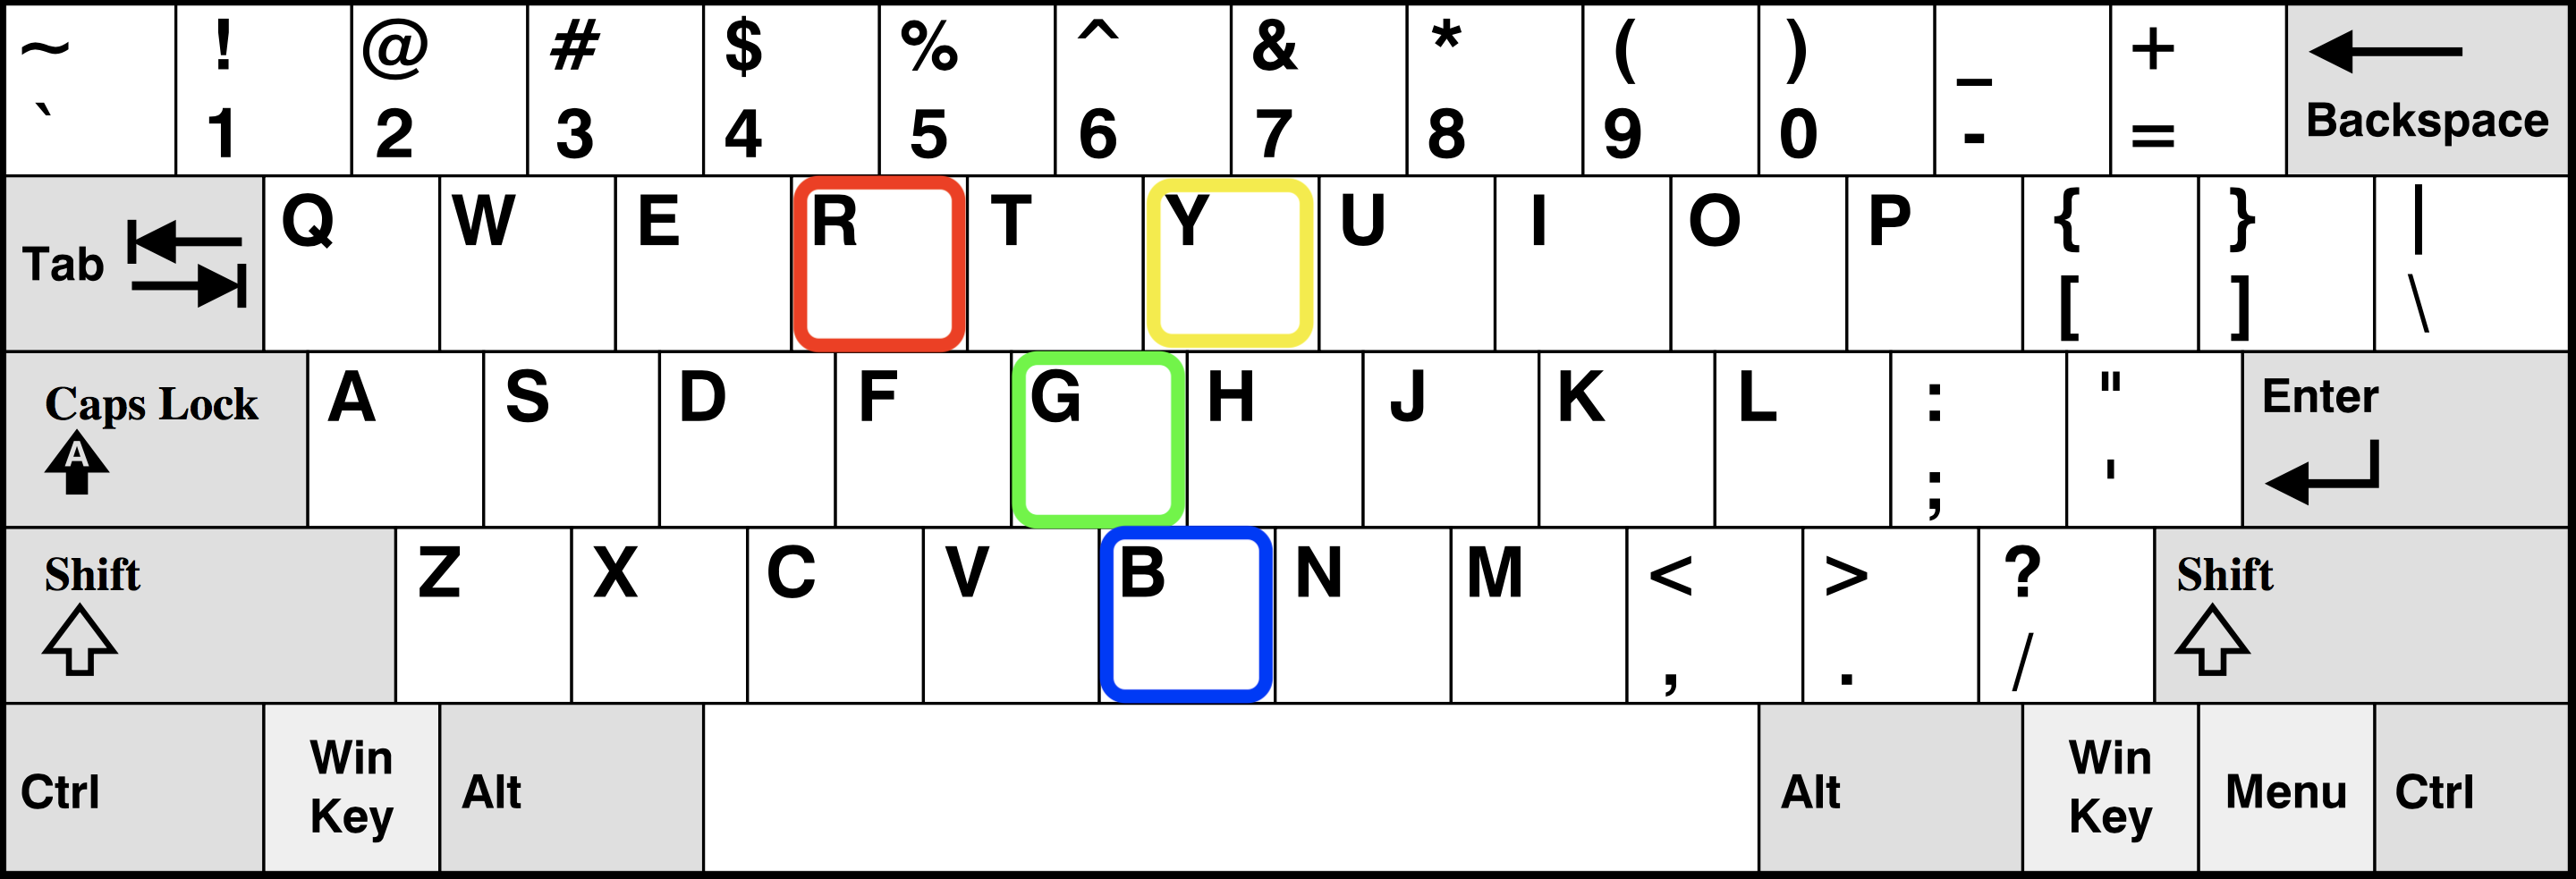 ~ ! @ # $ % ^ & * ( ) _ +
` 1 2 3 4 5 6 7 8 9 0 - = Backspace
Tab Q W E R T Y U I O P { } |
[ ] \
Caps Lock A S D F G H J K L : " Enter
A ; '
Shift Z X C V B N M < > ? Shift
, . /
Ctrl Win Key Alt Alt Win Key Menu Ctrl